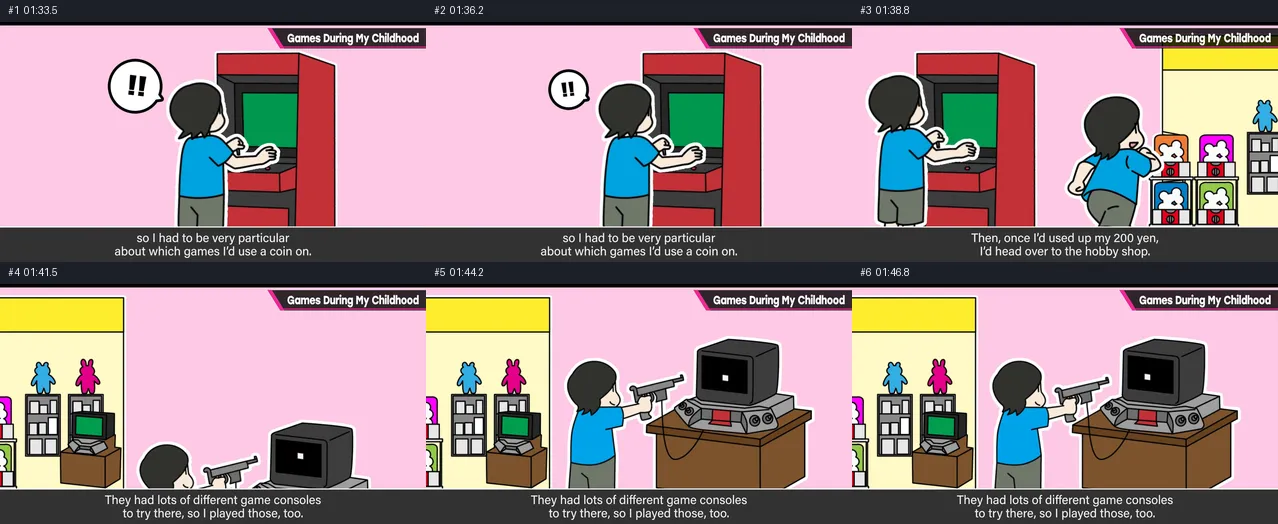 #1 01:33.5
Games During My Childhood
!!
so I had to be very particular
about which games I'd use a coin on.
#2 01:36.2
Games During My Childhood
!!
so I had to be very particular
about which games I'd use a coin on.
#3 01:38.8
Games During My Childhood
Then, once I'd used up my 200 yen,
I'd head over to the hobby shop.
#4 01:41.5
Games During My Childhood
They had lots of different game consoles
to try there, so I played those, too.
#5 01:44.2
Games During My Childhood
They had lots of different game consoles
to try there, so I played those, too.
#6 01:46.8
Games During My Childhood
They had lots of different game consoles
to try there, so I played those, too.